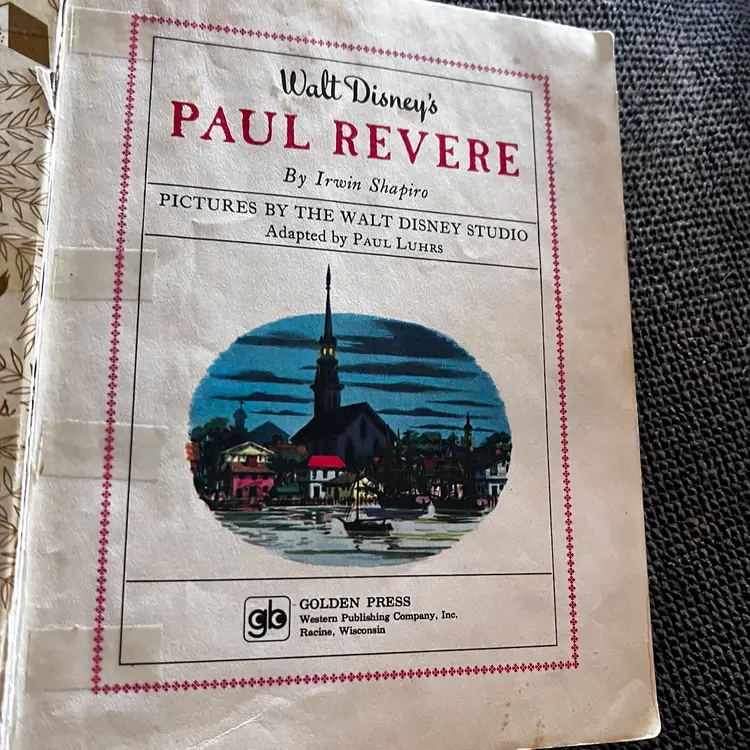 Walt Disney's
PAUL REVERE
By Irwin Shapiro
PICTURES BY THE WALT DISNEY STUDIO
Adapted by PAUL LUHRS
gb
GOLDEN PRESS
Western Publishing Company, Inc.
Racine, Wisconsin